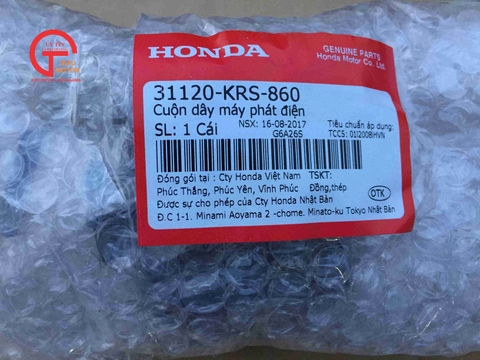 HONDA
GENUINE PARTS
Honda Motor Co., Ltd.
31120-KRS-860
Cuộn dây máy phát điện
NSX: 16-08-2017
Tiêu chuẩn áp dụng:
SL: 1 Cái
G6A26S
TCCS: 01I2008IHVN
Đóng gói tại : Cty Honda Việt Nam
TSKT:
Phúc Thắng, Phúc Yên, Vĩnh Phúc
Đồng,thép
OTK
Được sự cho phép của Cty Honda Nhật Bản
Đ.C 1-1. Minami Aoyama 2 -chome. Minato-ku Tokyo Nhật Bản